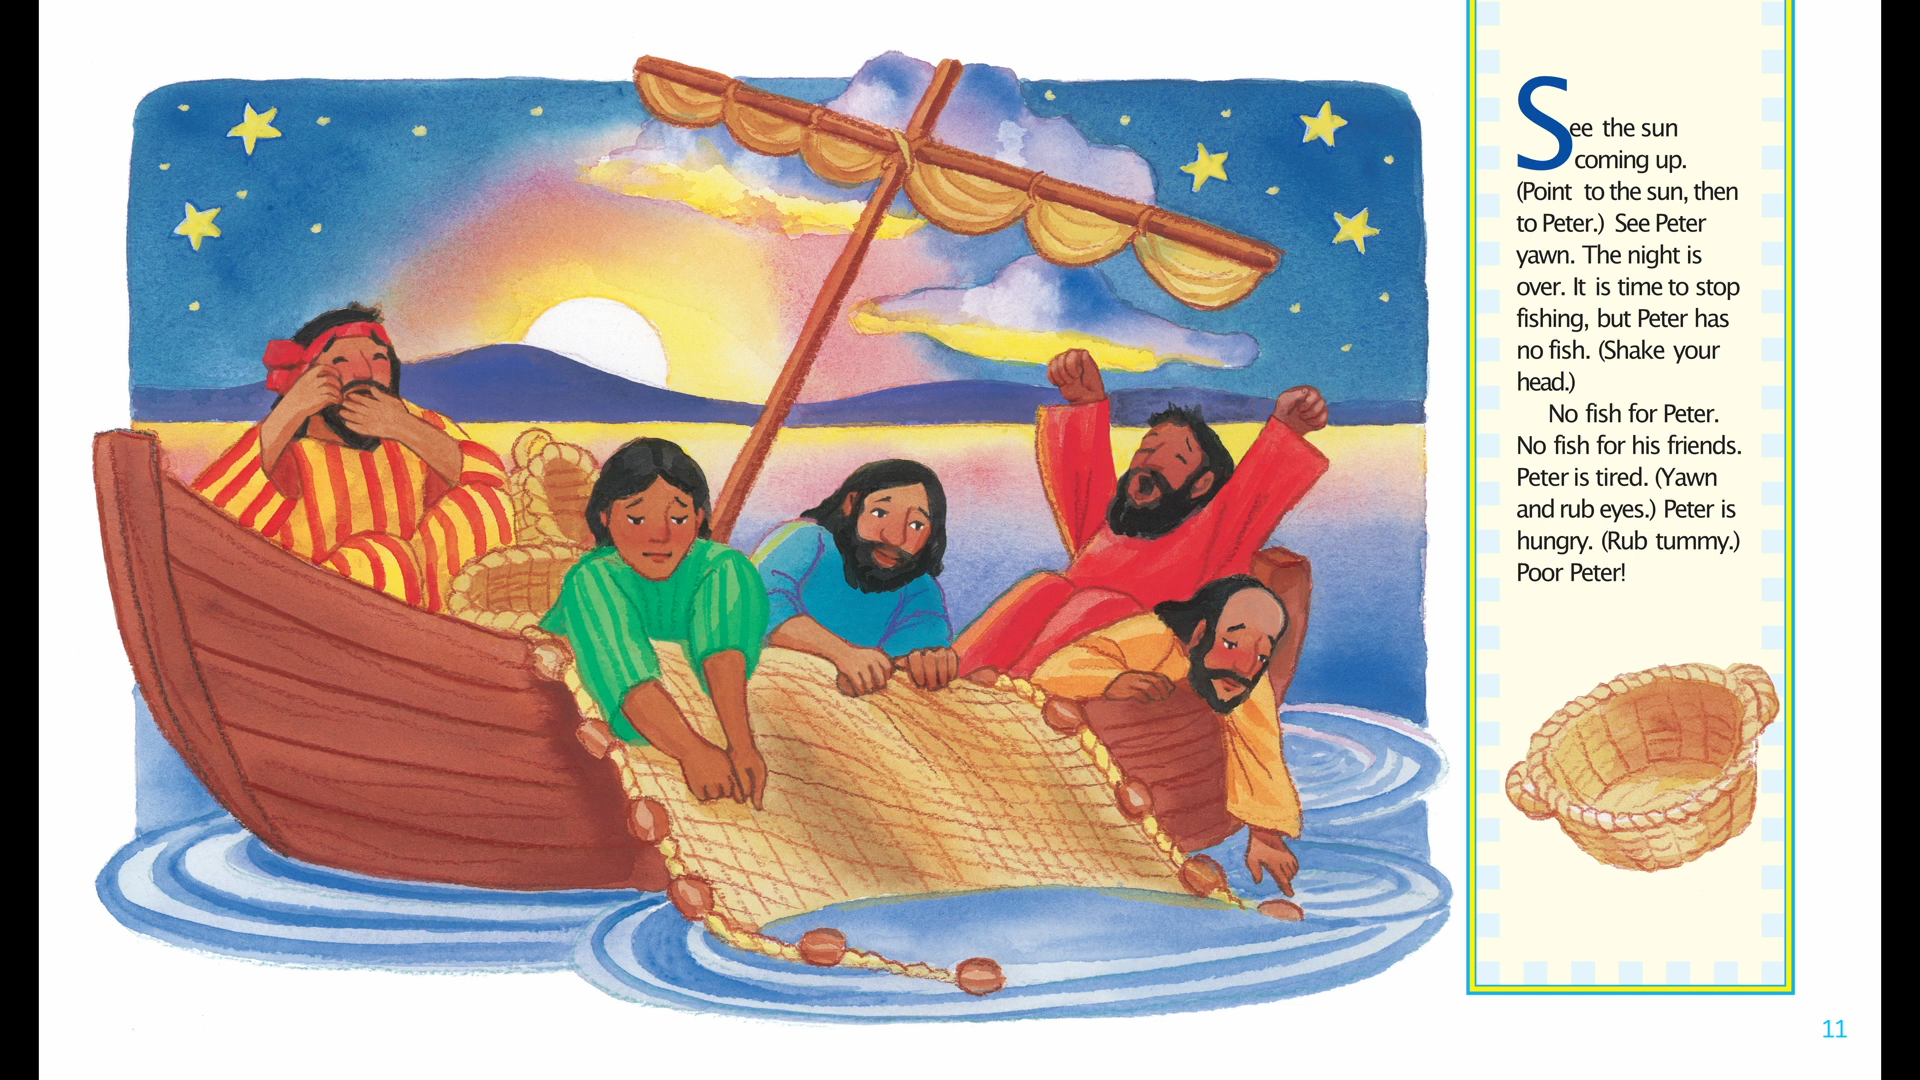 See the sun
coming up.
(Point to the sun, then
to Peter.) See Peter
yawn. The night is
over. It is time to stop
fishing, but Peter has
no fish. (Shake your
head.)
No fish for Peter.
No fish for his friends.
Peter is tired. (Yawn
and rub eyes.) Peter is
hungry. (Rub tummy.)
Poor Peter!
11